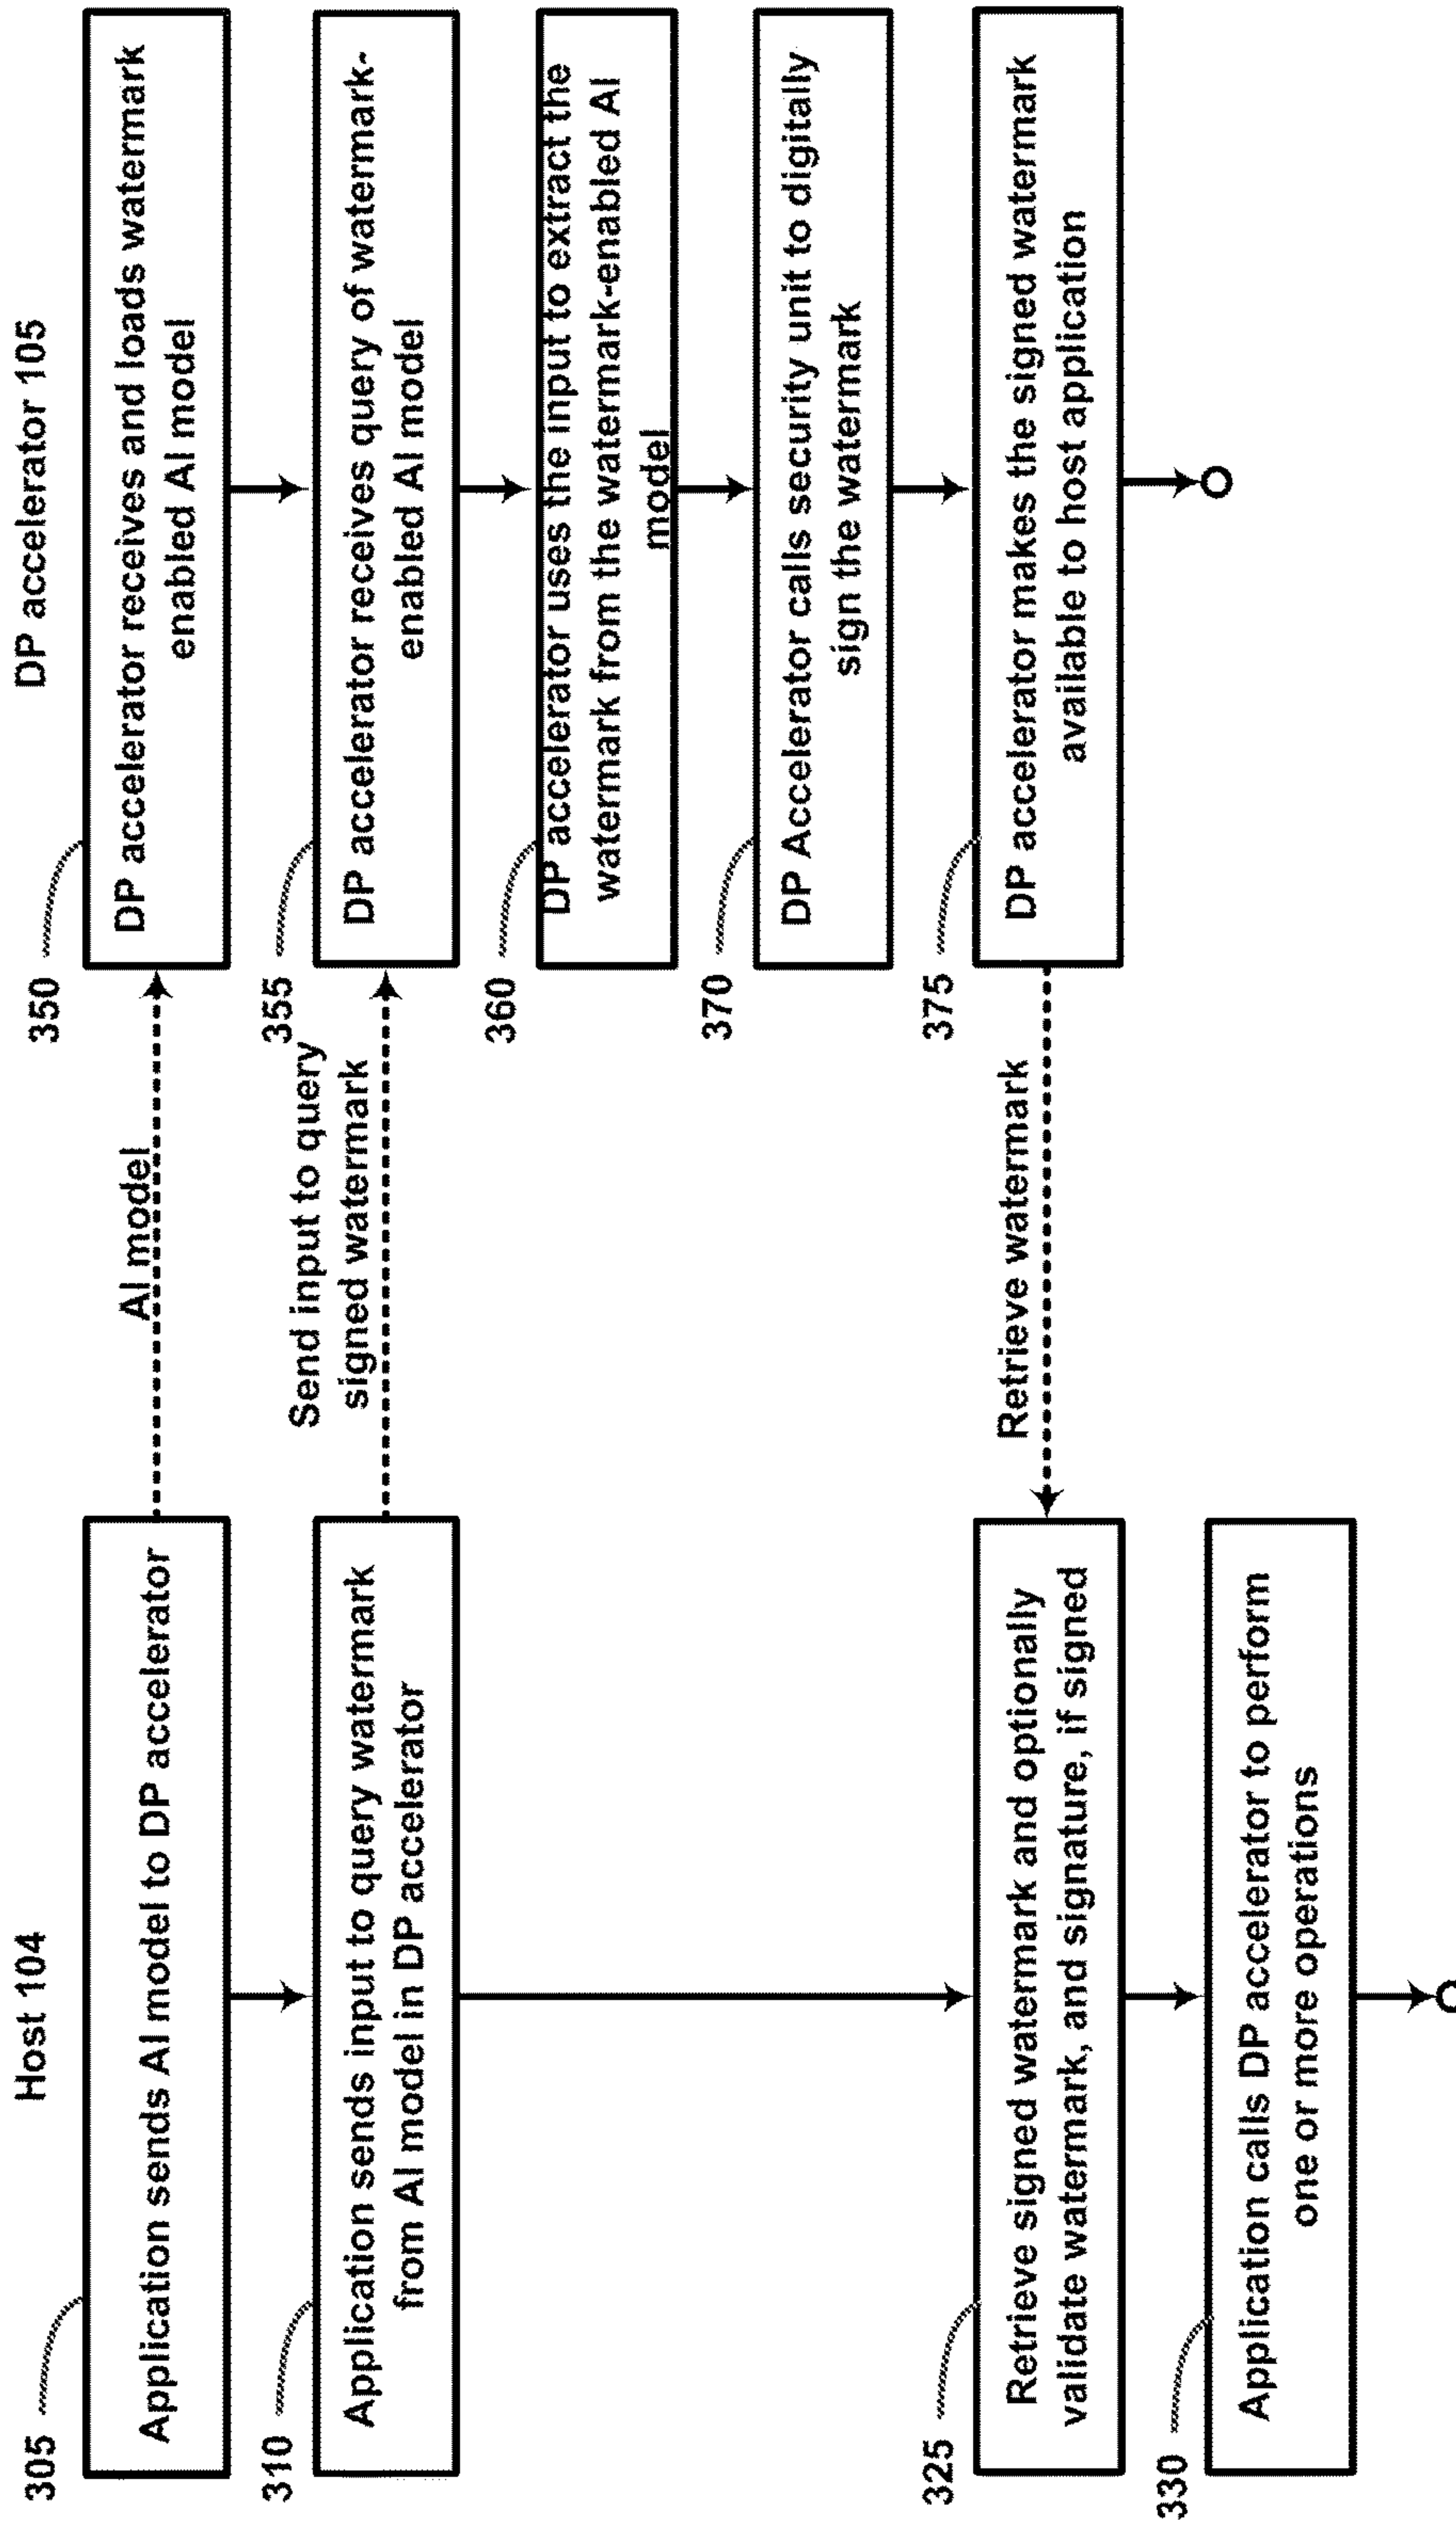 Host 104
DP accelerator 105
305
Application sends AI model to DP accelerator
AI model
350
DP accelerator receives and loads watermark
enabled AI model
310
Application sends input to query watermark
from AI model in DP accelerator
Send input to query
signed watermark
355
DP accelerator receives query of watermark-
enabled AI model
360
DP accelerator uses the input to extract the
watermark from the watermark-enabled AI
model
370
DP Accelerator calls security unit to digitally
sign the watermark
375
DP accelerator makes the signed watermark
available to host application
Retrieve watermark
325
Retrieve signed watermark and optionally
validate watermark, and signature, if signed
330
Application calls DP accelerator to perform
one or more operations